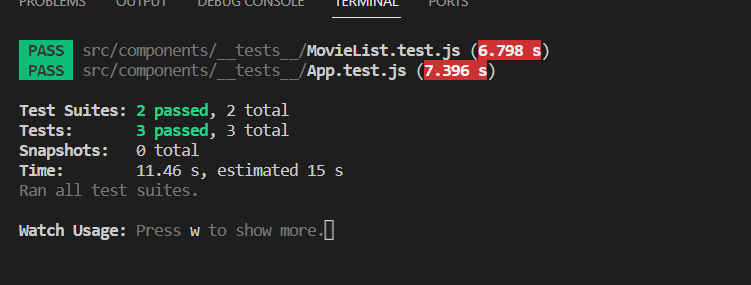 PROBLEMS OUTPUT DEBUG CONSOLE TERMINAL PORTS
PASS src/components/__tests__/MovieList.test.js (6.798 s)
PASS src/components/__tests__/App.test.js (7.396 s)
Test Suites: 2 passed, 2 total
Tests: 3 passed, 3 total
Snapshots: 0 total
Time: 11.46 s, estimated 15 s
Ran all test suites.
Watch Usage: Press w to show more.